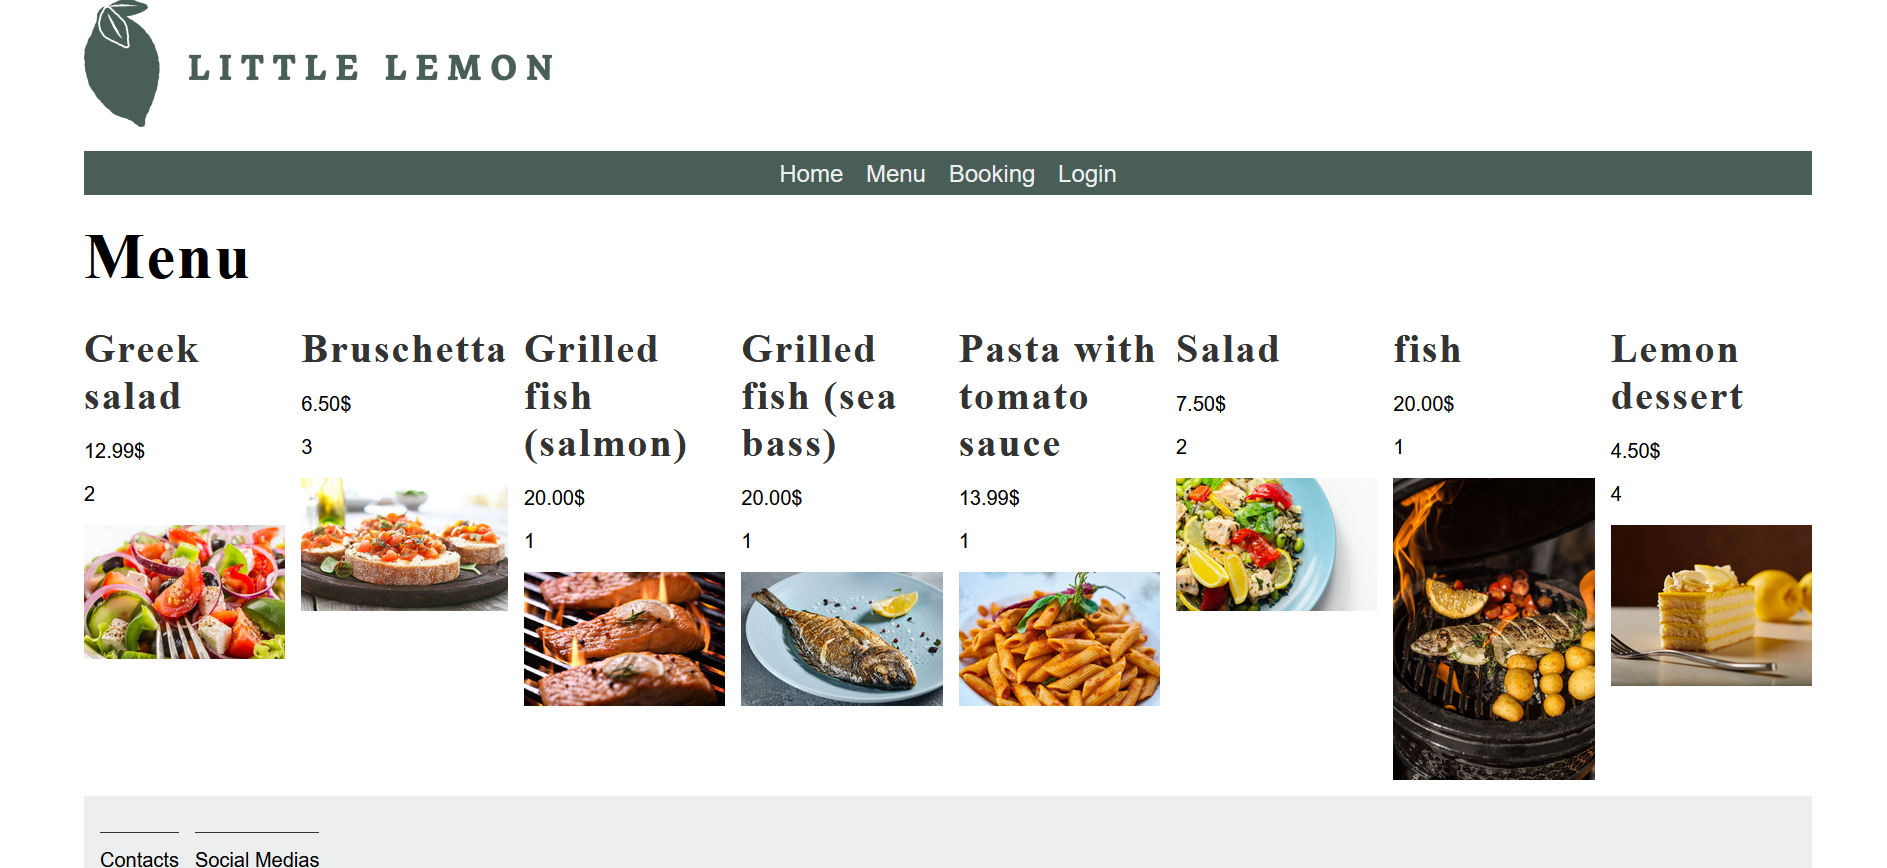 LITTLE LEMON
Home Menu Booking Login
Menu
Greek
salad
12.99$
2
Bruschetta
6.50$
3
Grilled
fish
(salmon)
20.00$
1
Grilled
fish (sea
bass)
20.00$
1
Pasta with
tomato
sauce
13.99$
1
Salad
7.50$
2
fish
20.00$
1
Lemon
dessert
4.50$
4
Contacts Social Medias